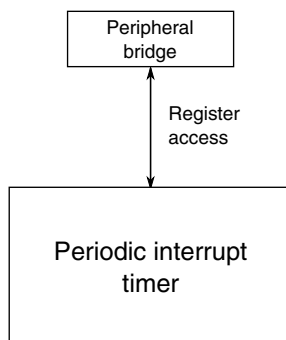 Peripheral
bridge
Register
access
Periodic interrupt
timer